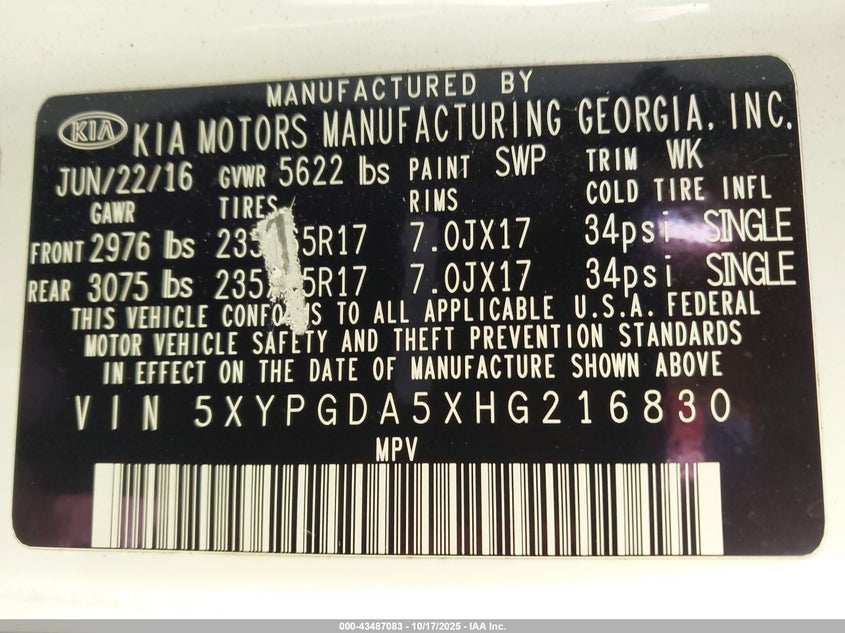 MANUFACTURED BY
KIA KIA MOTORS MANUFACTURING GEORGIA, INC.
JUN/22/16 GVWR 5622 lbs PAINT SWP TRIM WK
GAWR TIRES RIMS COLD TIRE INFL
FRONT 2976 lbs 7.0JX17 34psi SINGLE
REAR 3075 lbs 7.0JX17 34psi SINGLE
THIS VEHICLE CONFORMS TO ALL APPLICABLE U.S.A. FEDERAL
MOTOR VEHICLE SAFETY AND THEFT PREVENTION STANDARDS
IN EFFECT ON THE DATE OF MANUFACTURE SHOWN ABOVE
VIN 5XYPGDA5XHG216830
MPV
000-43487083 - 10/17/2025 - IAA Inc.